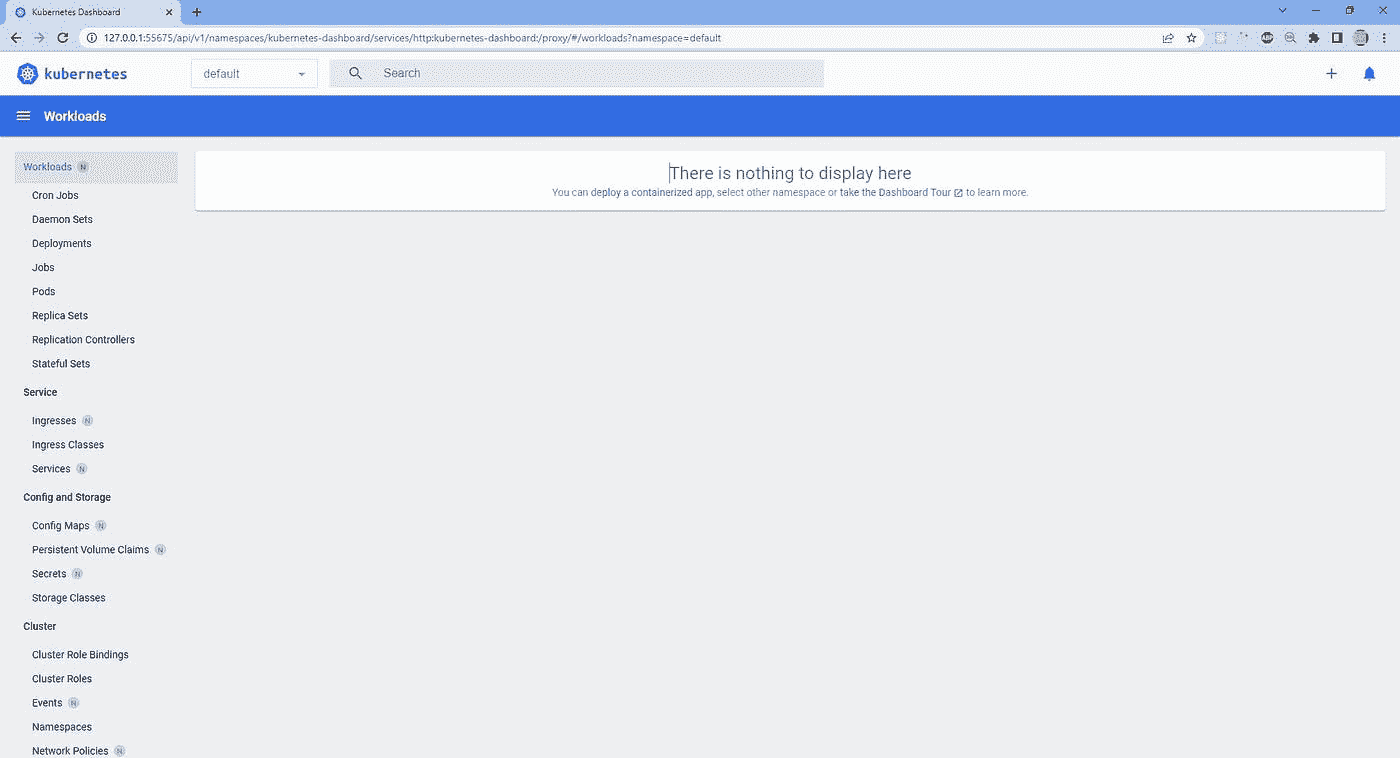 Kubernetes Dashboard
127.0.0.1:55675/api/v1/namespaces/kubernetes-dashboard/services/http:kubernetes-dashboard:/proxy/#/workloads?namespace=default
kubernetes
default
Search
Workloads
Workloads N
There is nothing to display here
You can deploy a containerized app, select other namespace or take the Dashboard Tour to learn more.
Cron Jobs
Daemon Sets
Deployments
Jobs
Pods
Replica Sets
Replication Controllers
Stateful Sets
Service
Ingresses N
Ingress Classes
Services N
Config and Storage
Config Maps N
Persistent Volume Claims N
Secrets N
Storage Classes
Cluster
Cluster Role Bindings
Cluster Roles
Events N
Namespaces
Network Policies N